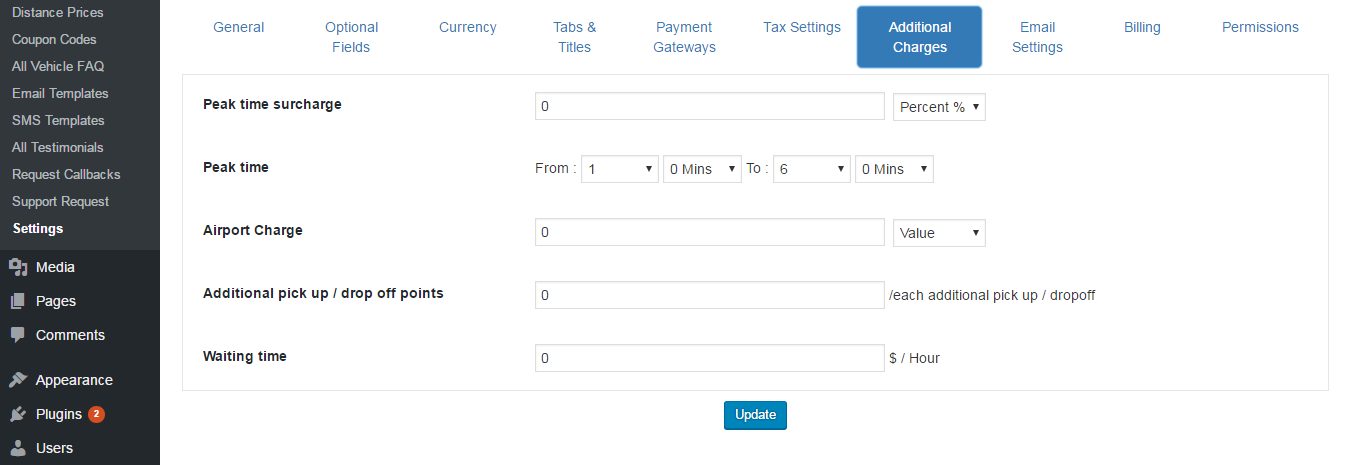 Distance Prices
Coupon Codes
All Vehicle FAQ
Email Templates
SMS Templates
All Testimonials
Request Callbacks
Support Request
Settings
Media
Pages
Comments
Appearance
Plugins 2
Users
General
Optional
Fields
Currency
Tabs &
Titles
Payment
Gateways
Tax Settings
Additional
Charges
Email
Settings
Billing
Permissions
Peak time surcharge 0 Percent %
Peak time From : 1 0 Mins To : 6 0 Mins
Airport Charge 0 Value
Additional pick up / drop off points 0 /each additional pick up / dropoff
Waiting time 0 $ / Hour
Update